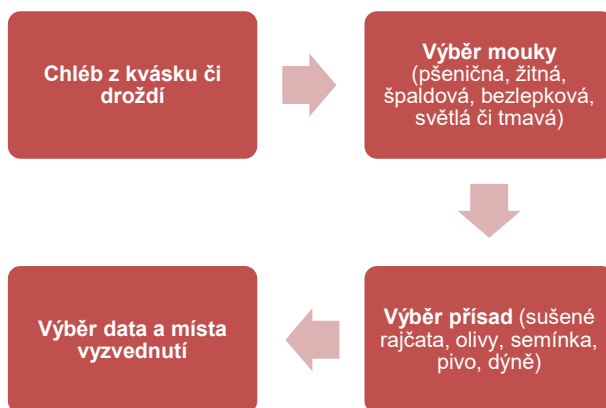 Chléb z kvásku či
droždí
Výběr mouky
(pšeničná, žitná,
špaldová, bezlepková,
světlá či tmavá)
Výběr přísad (sušené
rajčata, olivy, semínka,
pivo, dýně)
Výběr data a místa
vyzvednutí